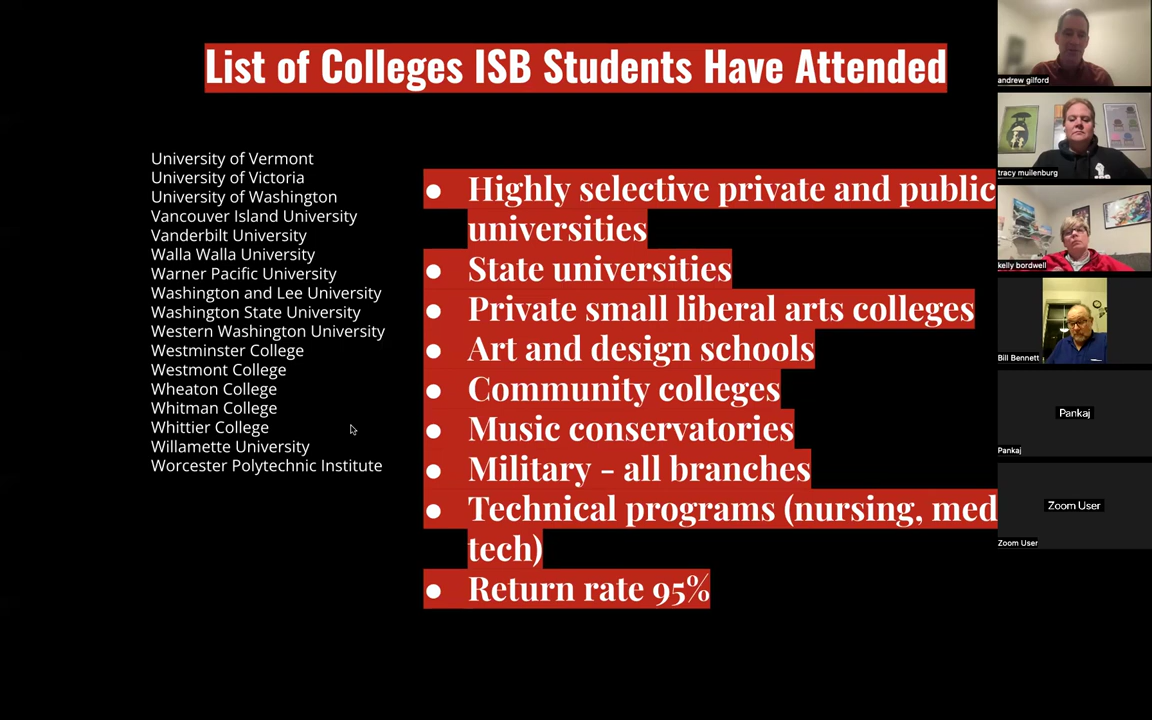 List of Colleges ISB Students Have Attended
University of Vermont
University of Victoria
University of Washington
Vancouver Island University
Vanderbilt University
Walla Walla University
Warner Pacific University
Washington and Lee University
Washington State University
Western Washington University
Westminster College
Westmont College
Wheaton College
Whitman College
Whittier College
Willamette University
Worcester Polytechnic Institute
● Highly selective private and public
universities
● State universities
● Private small liberal arts colleges
● Art and design schools
● Community colleges
● Music conservatories
● Military - all branches
● Technical programs (nursing, med
tech)
● Return rate 95%
andrew gilford
tracy muilenburg
kelly bordwell
Bill Bennett
Pankaj
Pankaj
Zoom User
Zoom User